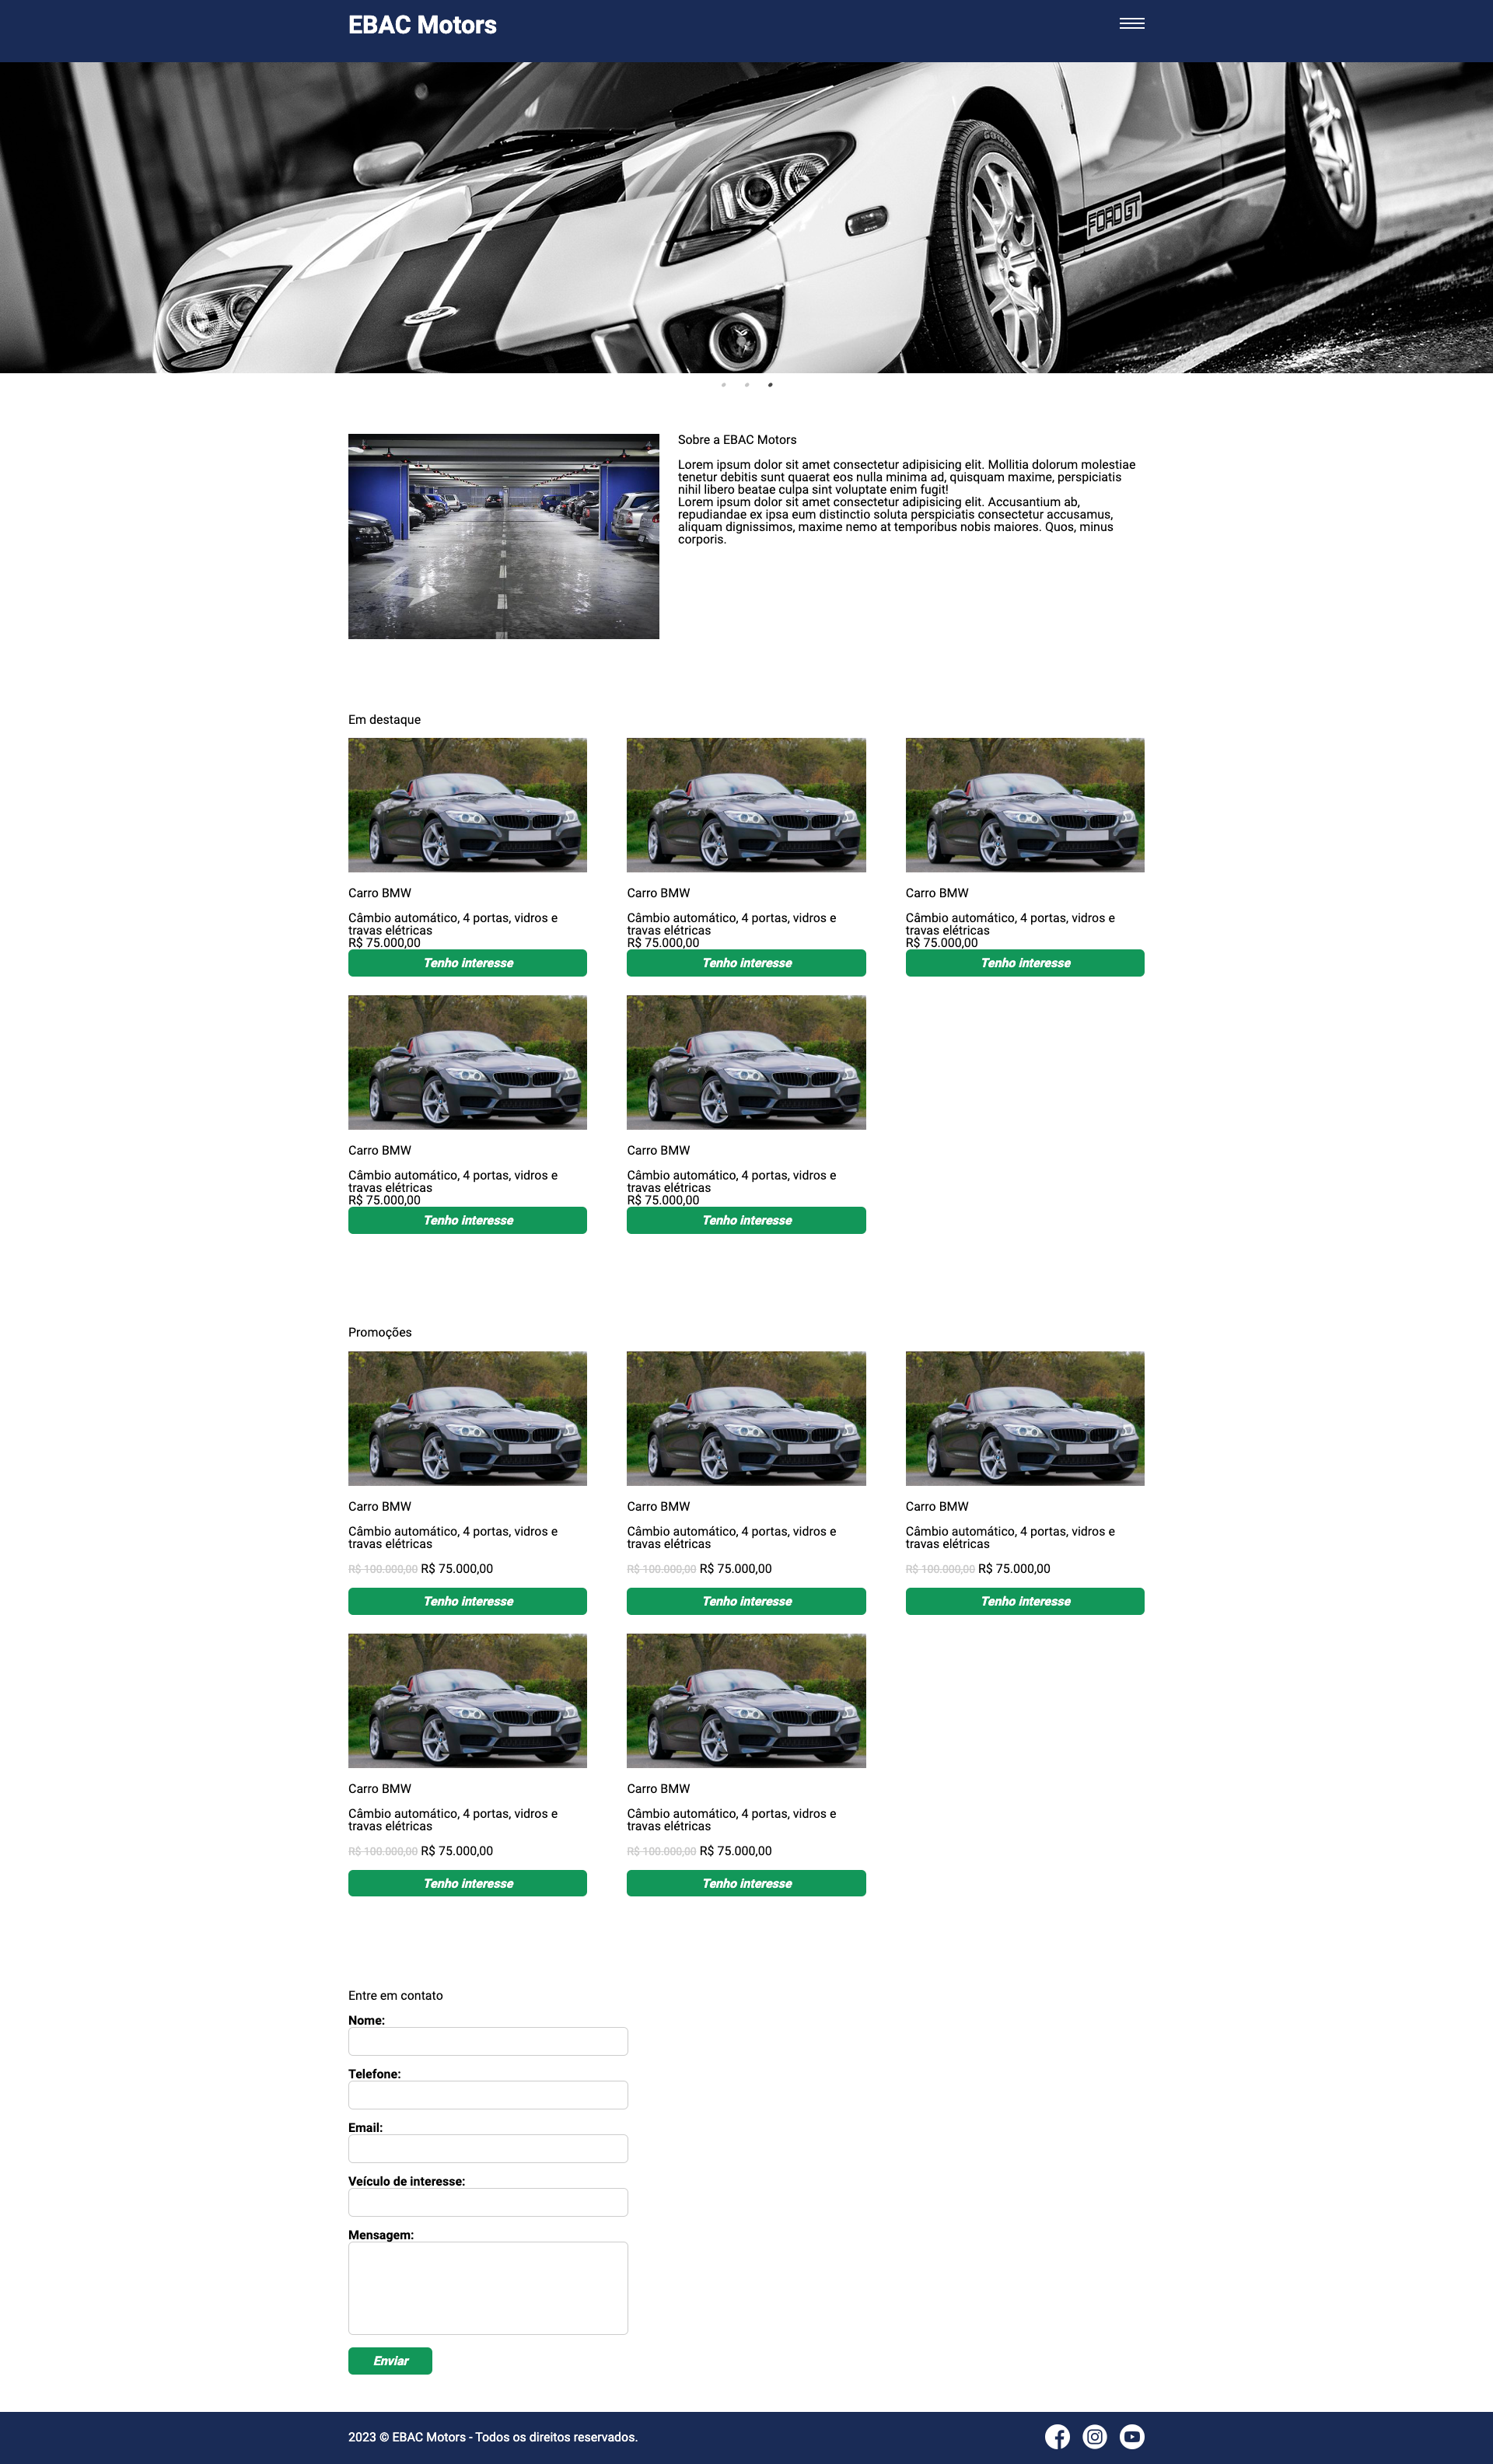 EBAC Motors
FORD GT
Sobre a EBAC Motors
Lorem ipsum dolor sit amet consectetur adipisicing elit. Mollitia dolorum molestiae
tenetur debitis sunt quaerat eos nulla minima ad, quisquam maxime, perspiciatis
nihil libero beatae culpa sint voluptate enim fugit!
Lorem ipsum dolor sit amet consectetur adipisicing elit. Accusantium ab,
repudiandae ex ipsa eum distinctio soluta perspiciatis consectetur accusamus,
aliquam dignissimos, maxime nemo at temporibus nobis maiores. Quos, minus
corporis.
Em destaque
Carro BMW
Câmbio automático, 4 portas, vidros e
travas elétricas
R$ 75.000,00
Tenho interesse
Carro BMW
Câmbio automático, 4 portas, vidros e
travas elétricas
R$ 75.000,00
Tenho interesse
Carro BMW
Câmbio automático, 4 portas, vidros e
travas elétricas
R$ 75.000,00
Tenho interesse
Carro BMW
Câmbio automático, 4 portas, vidros e
travas elétricas
R$ 75.000,00
Tenho interesse
Carro BMW
Câmbio automático, 4 portas, vidros e
travas elétricas
R$ 75.000,00
Tenho interesse
Promoções
Carro BMW
Câmbio automático, 4 portas, vidros e
travas elétricas
R$ 100.000,00 R$ 75.000,00
Tenho interesse
Carro BMW
Câmbio automático, 4 portas, vidros e
travas elétricas
R$ 100.000,00 R$ 75.000,00
Tenho interesse
Carro BMW
Câmbio automático, 4 portas, vidros e
travas elétricas
R$ 100.000,00 R$ 75.000,00
Tenho interesse
Carro BMW
Câmbio automático, 4 portas, vidros e
travas elétricas
R$ 100.000,00 R$ 75.000,00
Tenho interesse
Carro BMW
Câmbio automático, 4 portas, vidros e
travas elétricas
R$ 100.000,00 R$ 75.000,00
Tenho interesse
Entre em contato
Nome:
Telefone:
Email:
Veículo de interesse:
Mensagem:
Enviar
2023 © EBAC Motors - Todos os direitos reservados.